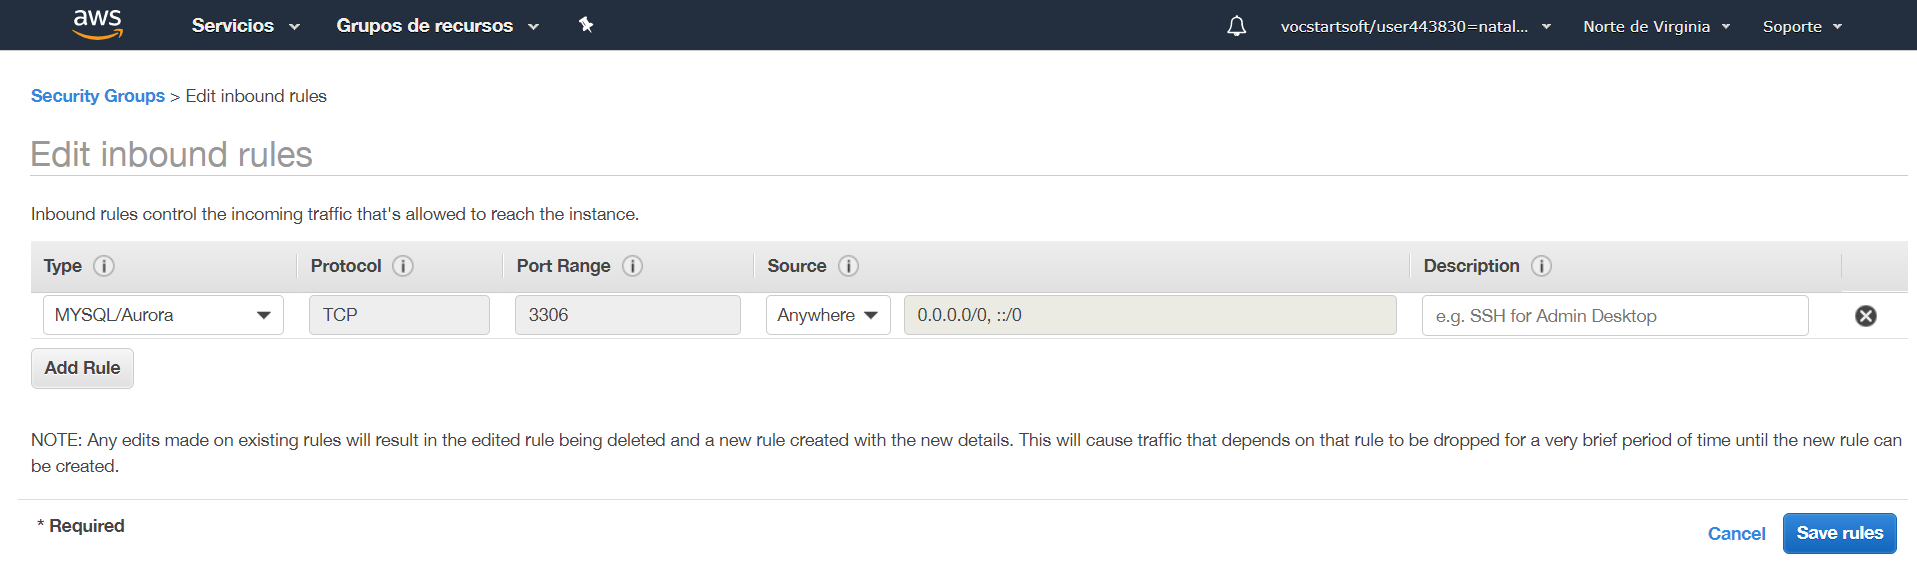 aws Servicios Grupos de recursos vocstartsoft/user443830=natal... Norte de Virginia Soporte
Security Groups > Edit inbound rules
Edit inbound rules
Inbound rules control the incoming traffic that's allowed to reach the instance.
Type i Protocol i Port Range i Source i Description i
MYSQL/Aurora TCP 3306 Anywhere 0.0.0.0/0, ::/0 e.g. SSH for Admin Desktop
Add Rule
NOTE: Any edits made on existing rules will result in the edited rule being deleted and a new rule created with the new details. This will cause traffic that depends on that rule to be dropped for a very brief period of time until the new rule can
be created.
* Required
Cancel Save rules